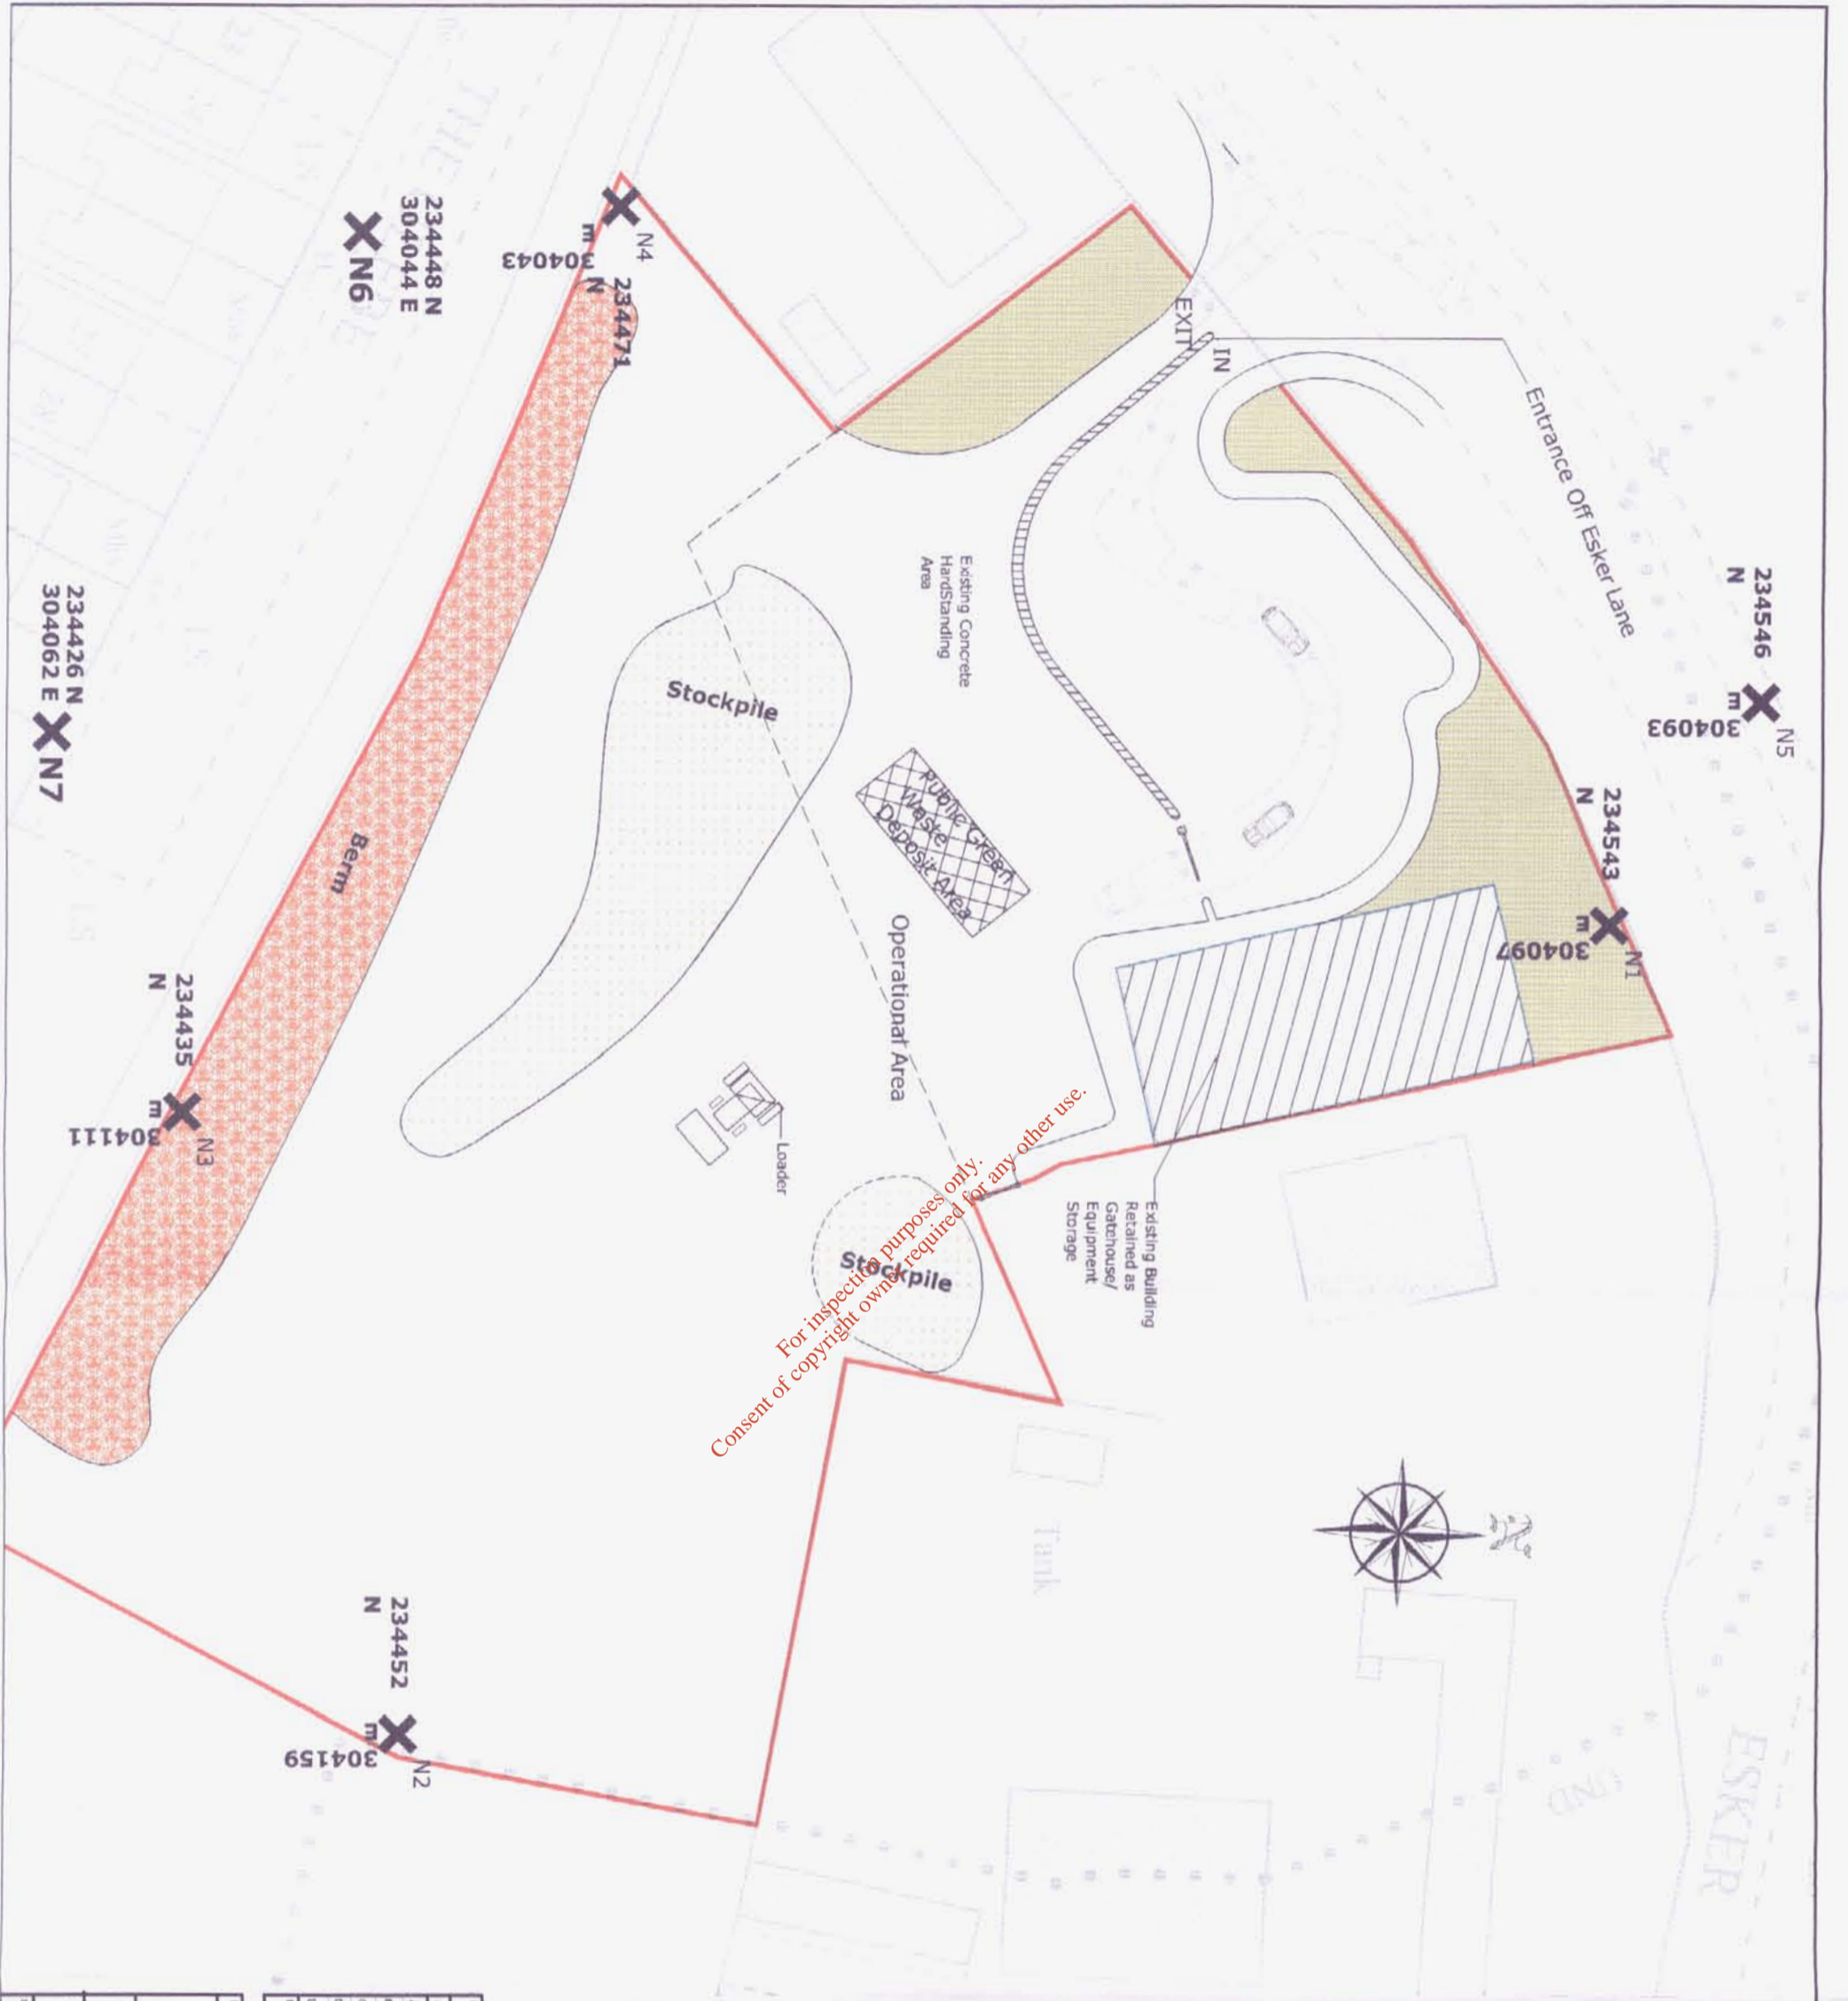 Entrance Off Esker Lane
234546
N
E
304093
N5
234543
N
E
304097
N1
EXIT
IN
N4
E
304043
234471
N
234448 N
304044 E
N6
THE
Existing Concrete
HardStanding
Area
Stockpile
Public Green
Waste
Deposit Area
Operational Area
Berm
234426 N
304062 E
N7
234435
N
E
304111
N3
Loader
Stockpile
Existing Building
Retained as
Gatehouse/
Equipment
Storage
For inspection purposes only.
Consent of copyright owner required for any other use.
Tank
ESKER
234452
N
E
304159
N2